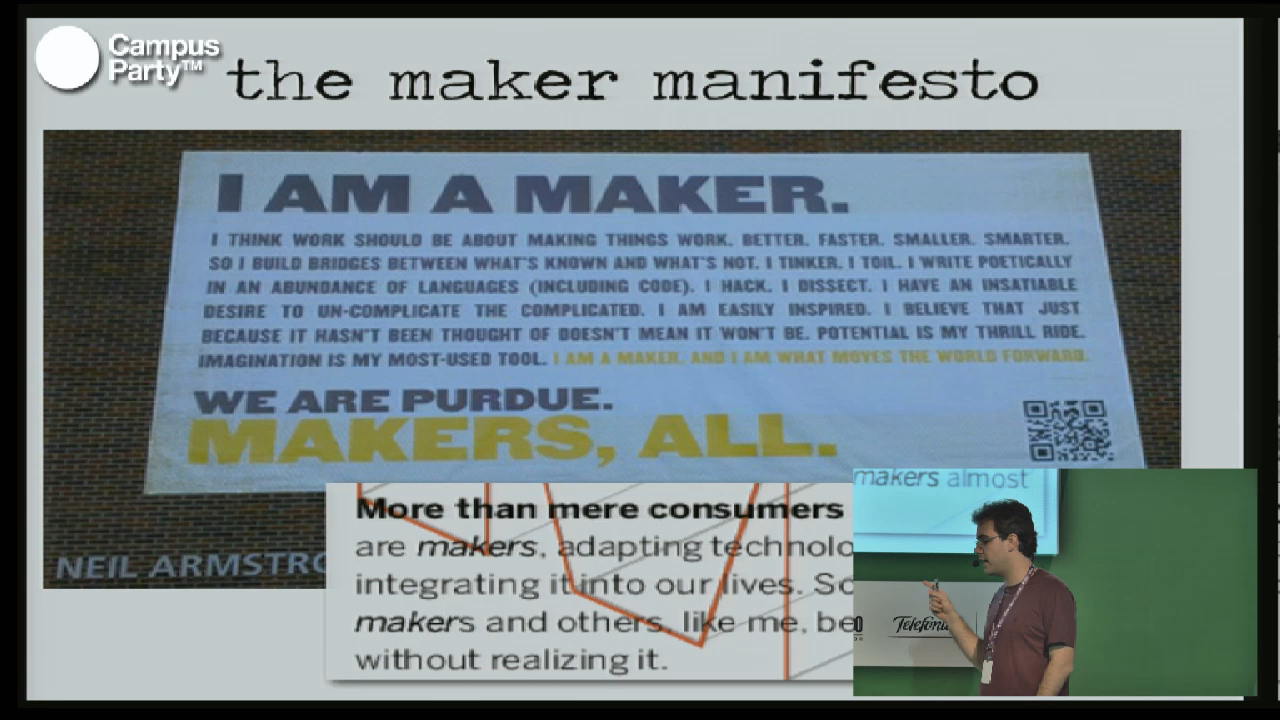 Campus
Party™
the maker manifesto
I AM A MAKER.
I THINK WORK SHOULD BE ABOUT MAKING THINGS WORK. BETTER. FASTER. SMALLER. SMARTER.
SO I BUILD BRIDGES BETWEEN WHAT'S KNOWN AND WHAT'S NOT. I TINKER. I TOIL. I WRITE POETICALLY
IN AN ABUNDANCE OF LANGUAGES (INCLUDING CODE). I HACK. I DISSECT. I HAVE AN INSATIABLE
DESIRE TO UN-COMPLICATE THE COMPLICATED. I AM EASILY INSPIRED. I BELIEVE THAT JUST
BECAUSE IT HASN'T BEEN THOUGHT OF DOESN'T MEAN IT WON'T BE. POTENTIAL IS MY THRILL RIDE.
IMAGINATION IS MY MOST-USED TOOL. I AM A MAKER. AND I AM WHAT MOVES THE WORLD FORWARD.
WE ARE PURDUE.
MAKERS, ALL.
NEIL ARMSTRO
More than mere consumers
are makers, adapting technolo
integrating it into our lives. So
makers and others, like me, be
without realizing it.
makers almost